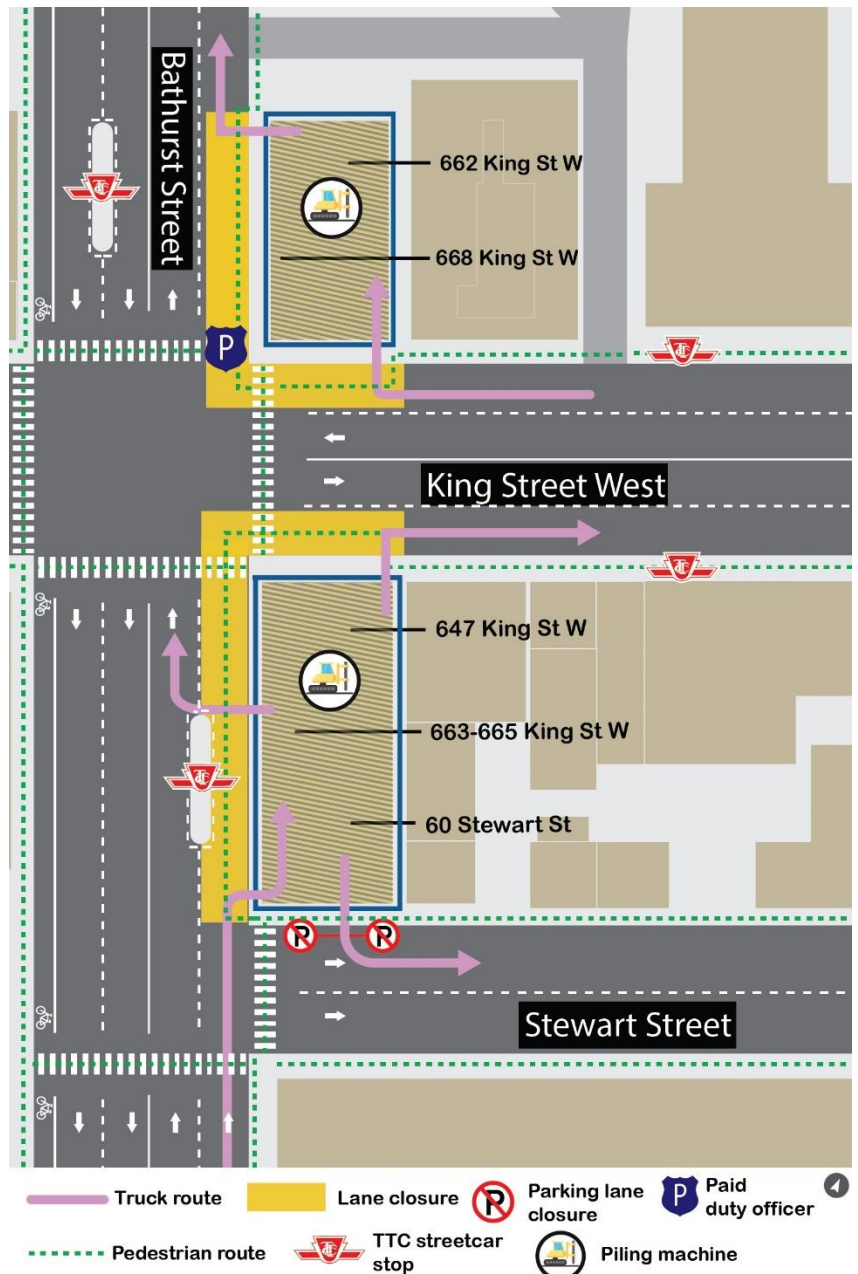 Bathurst Street
662 King St W
668 King St W
P
King Street West
647 King St W
663-665 King St W
60 Stewart St
P P
Stewart Street
Truck route
Lane closure
P
Parking lane
closure
P
Paid
duty officer
Pedestrian route
TTC streetcar
stop
Piling machine